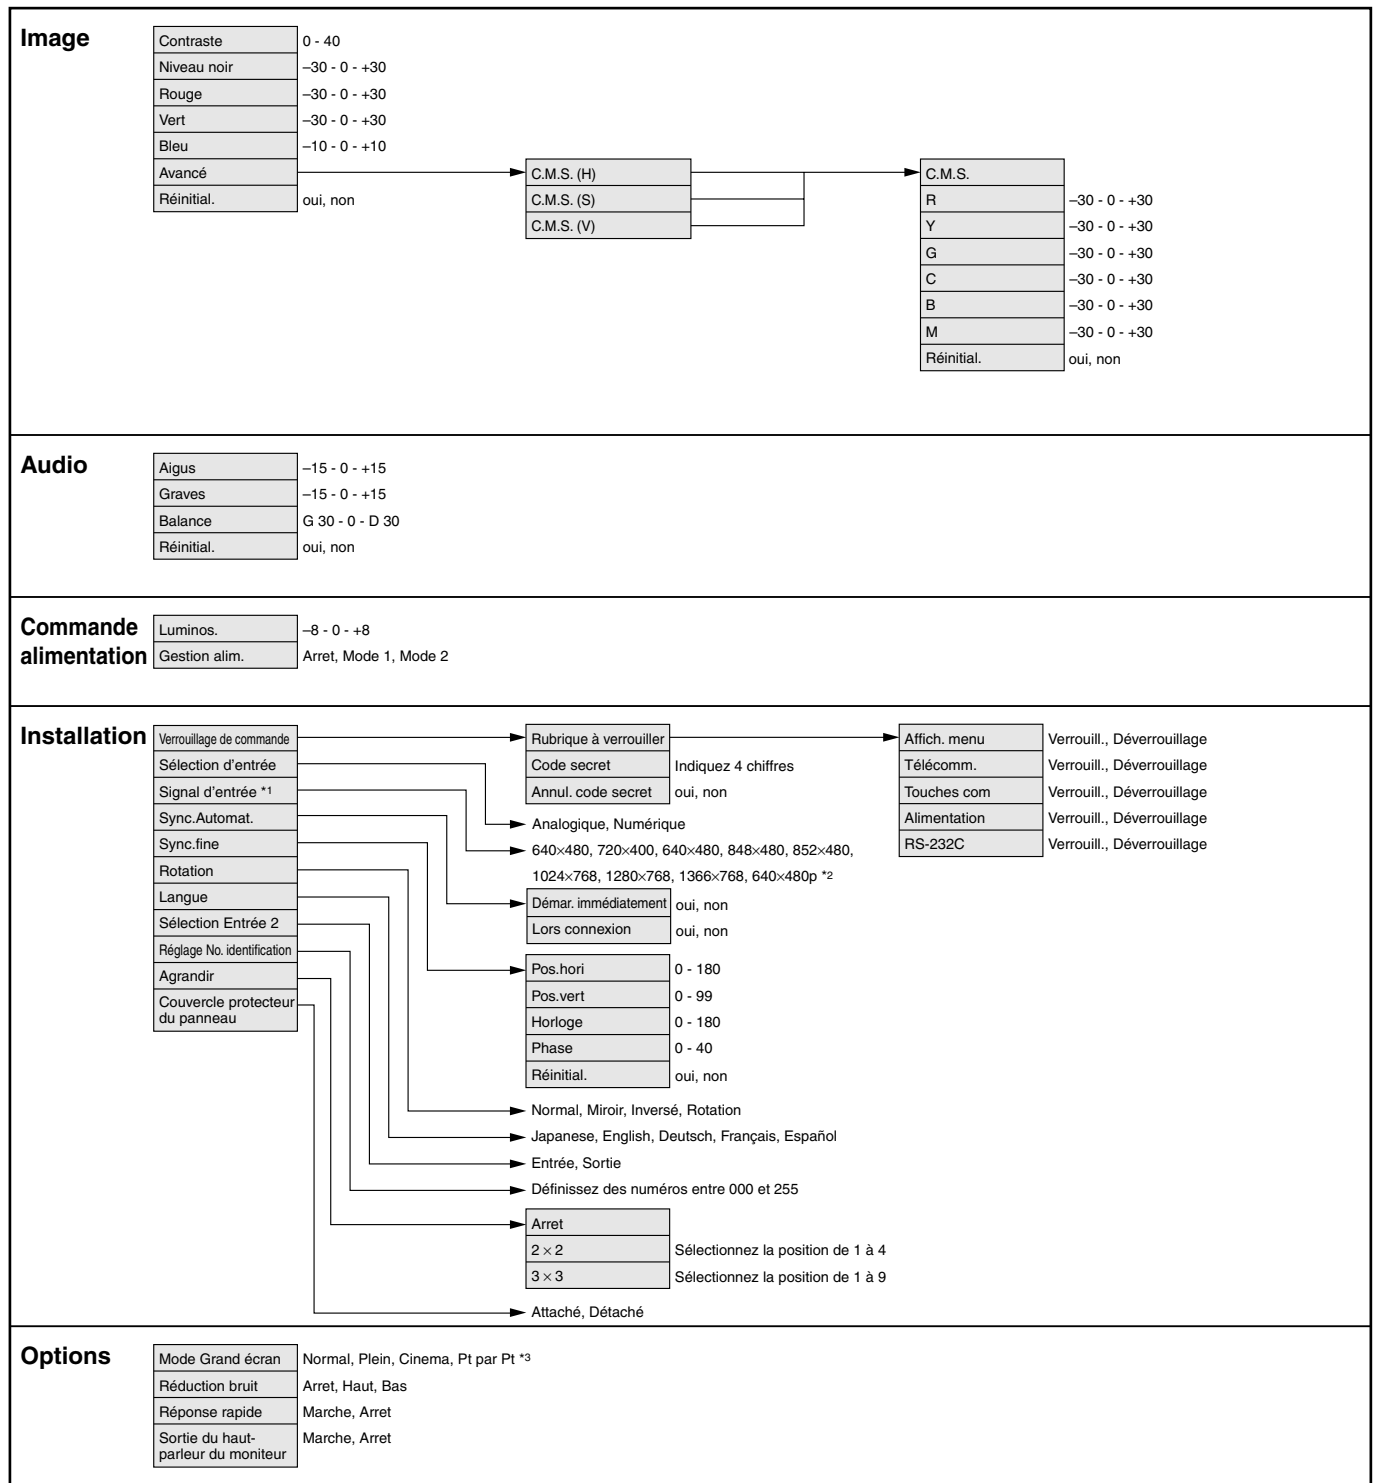 Image
Contraste 0 - 40
Niveau noir –30 - 0 - +30
Rouge –30 - 0 - +30
Vert –30 - 0 - +30
Bleu –10 - 0 - +10
Avancé
Réinitial. oui, non
C.M.S. (H)
C.M.S. (S)
C.M.S. (V)
C.M.S.
R –30 - 0 - +30
Y –30 - 0 - +30
G –30 - 0 - +30
C –30 - 0 - +30
B –30 - 0 - +30
M –30 - 0 - +30
Réinitial. oui, non
Audio
Aigus –15 - 0 - +15
Graves –15 - 0 - +15
Balance G 30 - 0 - D 30
Réinitial. oui, non
Commande
alimentation
Luminos. –8 - 0 - +8
Gestion alim. Arret, Mode 1, Mode 2
Installation
Verrouillage de commande
Sélection d'entrée
Signal d'entrée *1
Sync.Automat.
Sync.fine
Rotation
Langue
Sélection Entrée 2
Réglage No. identification
Agrandir
Couvercle protecteur
du panneau
Rubrique à verrouiller
Code secret Indiquez 4 chiffres
Annul. code secret oui, non
Affich. menu Verrouill., Déverrouillage
Télécomm. Verrouill., Déverrouillage
Touches com Verrouill., Déverrouillage
Alimentation Verrouill., Déverrouillage
RS-232C Verrouill., Déverrouillage
Analogique, Numérique
640×480, 720×400, 640×480, 848×480, 852×480,
1024×768, 1280×768, 1366×768, 640×480p *2
Démar. immédiatement oui, non
Lors connexion oui, non
Pos.hori 0 - 180
Pos.vert 0 - 99
Horloge 0 - 180
Phase 0 - 40
Réinitial. oui, non
Normal, Miroir, Inversé, Rotation
Japanese, English, Deutsch, Français, Español
Entrée, Sortie
Définissez des numéros entre 000 et 255
Arret
2 × 2 Sélectionnez la position de 1 à 4
3 × 3 Sélectionnez la position de 1 à 9
Attaché, Détaché
Options
Mode Grand écran Normal, Plein, Cinema, Pt par Pt *3
Réduction bruit Arret, Haut, Bas
Réponse rapide Marche, Arret
Sortie du haut- Marche, Arret
parleur du moniteur